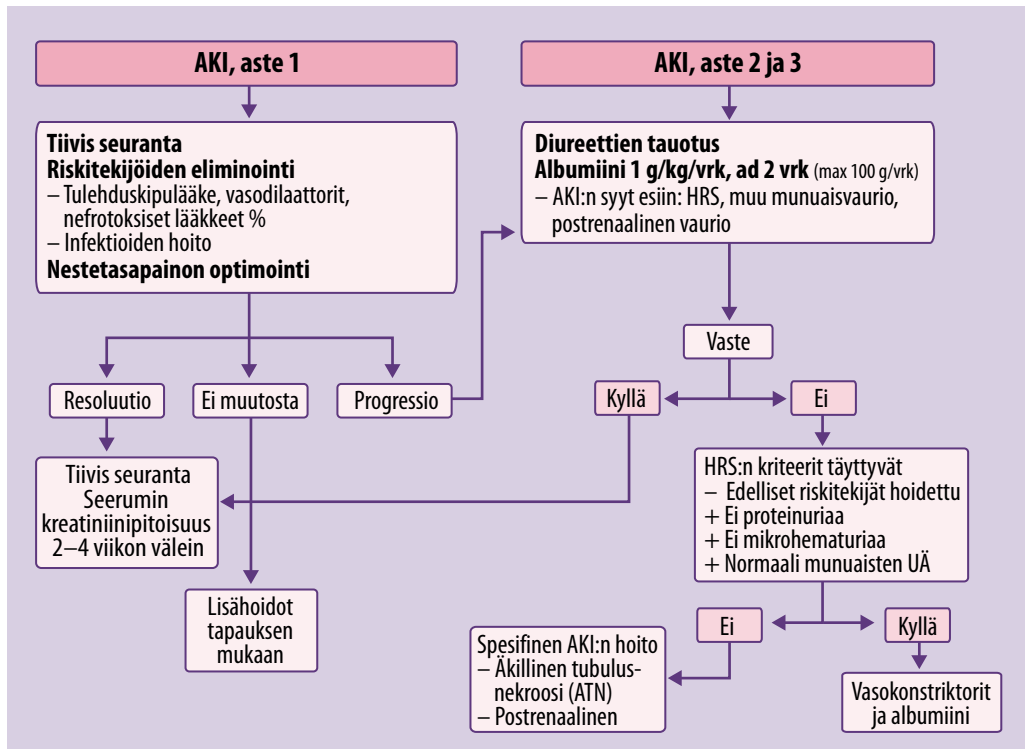 AKI, aste 1
Tiivis seuranta
Riskitekijöiden eliminointi
– Tulehduskipulääke, vasodilaattorit,
nefrotoksiset lääkkeet %
– Infektioiden hoito
Nestetasapainon optimointi
Resoluutio
Ei muutosta
Progressio
Tiivis seuranta
Seerumin
kreatiniinipitoisuus
2–4 viikon välein
Lisähoidot
tapauksen
mukaan
AKI, aste 2 ja 3
Diureettien tauotus
Albumiini 1 g/kg/vrk, ad 2 vrk (max 100 g/vrk)
– AKI:n syyt esiin: HRS, muu munuaisvaurio,
postrenaalinen vaurio
Vaste
Kyllä
Ei
HRS:n kriteerit täyttyvät
– Edelliset riskitekijät hoidettu
+ Ei proteinuriaa
+ Ei mikrohematuriaa
+ Normaali munuaisten UÄ
Ei
Kyllä
Spesifinen AKI:n hoito
– Äkillinen tubulus-
nekroosi (ATN)
– Postrenaalinen
Vasokonstriktorit
ja albumiini